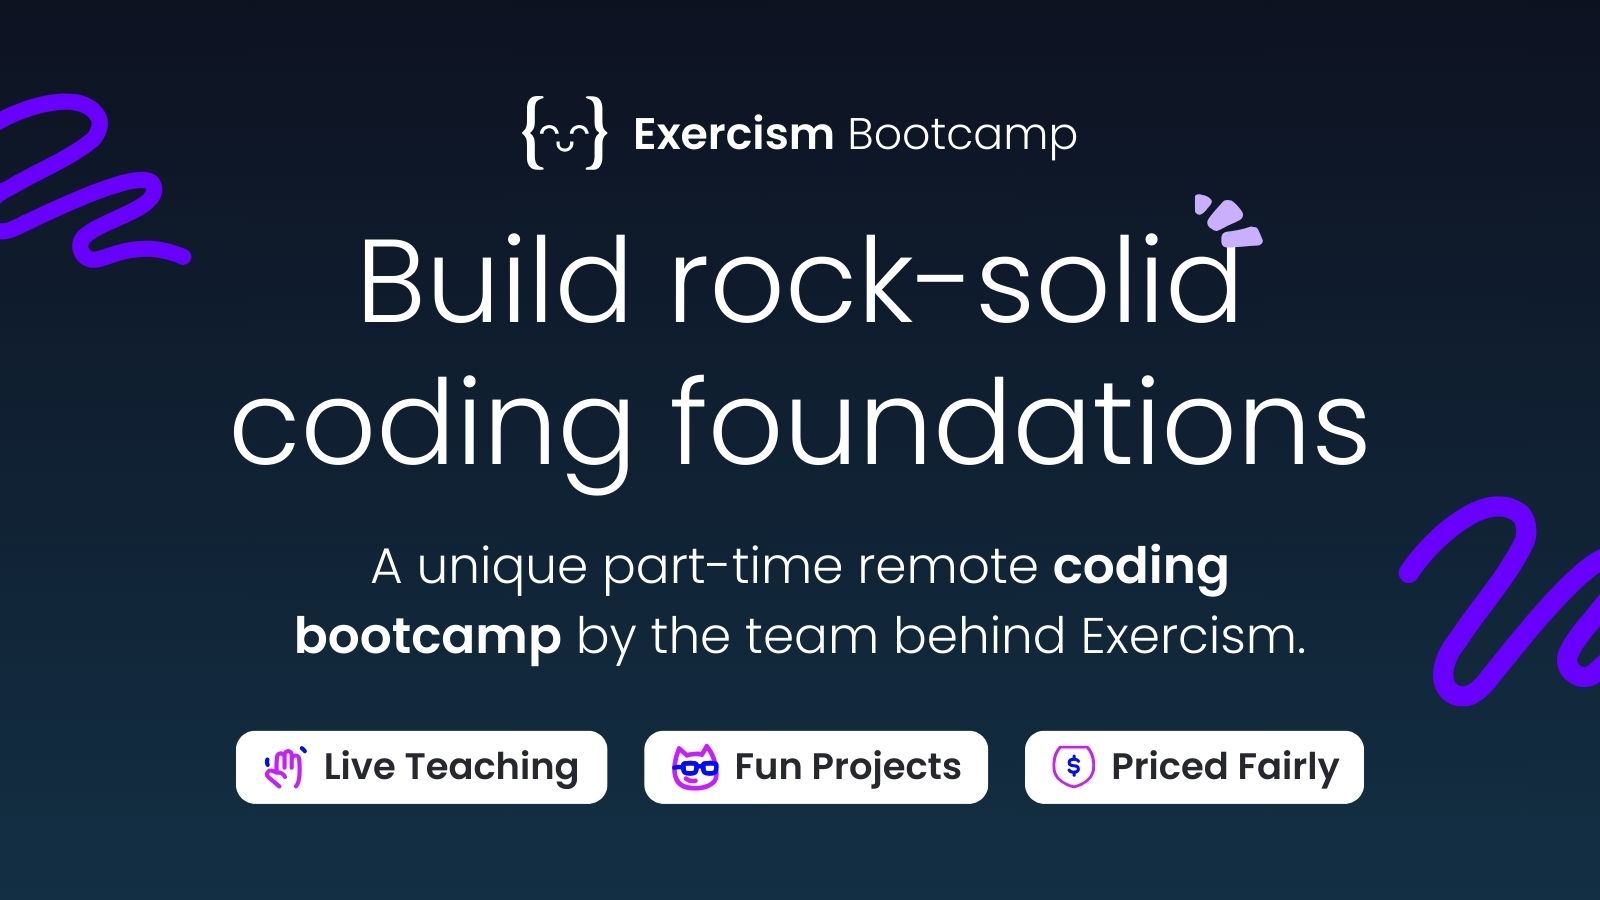 Exercism Bootcamp
Build rock-solid
coding foundations
A unique part-time remote coding
bootcamp by the team behind Exercism.
Live Teaching
Fun Projects
Priced Fairly